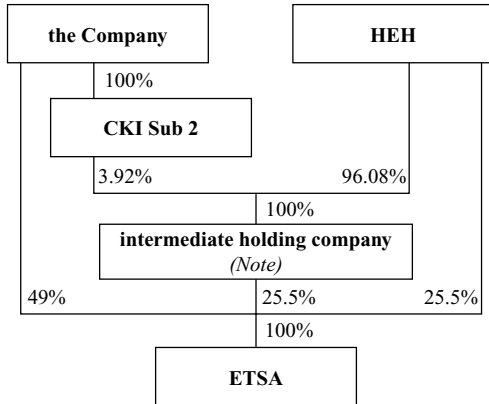 the Company
HEH
100%
CKI Sub 2
3.92%
96.08%
100%
intermediate holding company
(Note)
49%
25.5%
25.5%
100%
ETSA